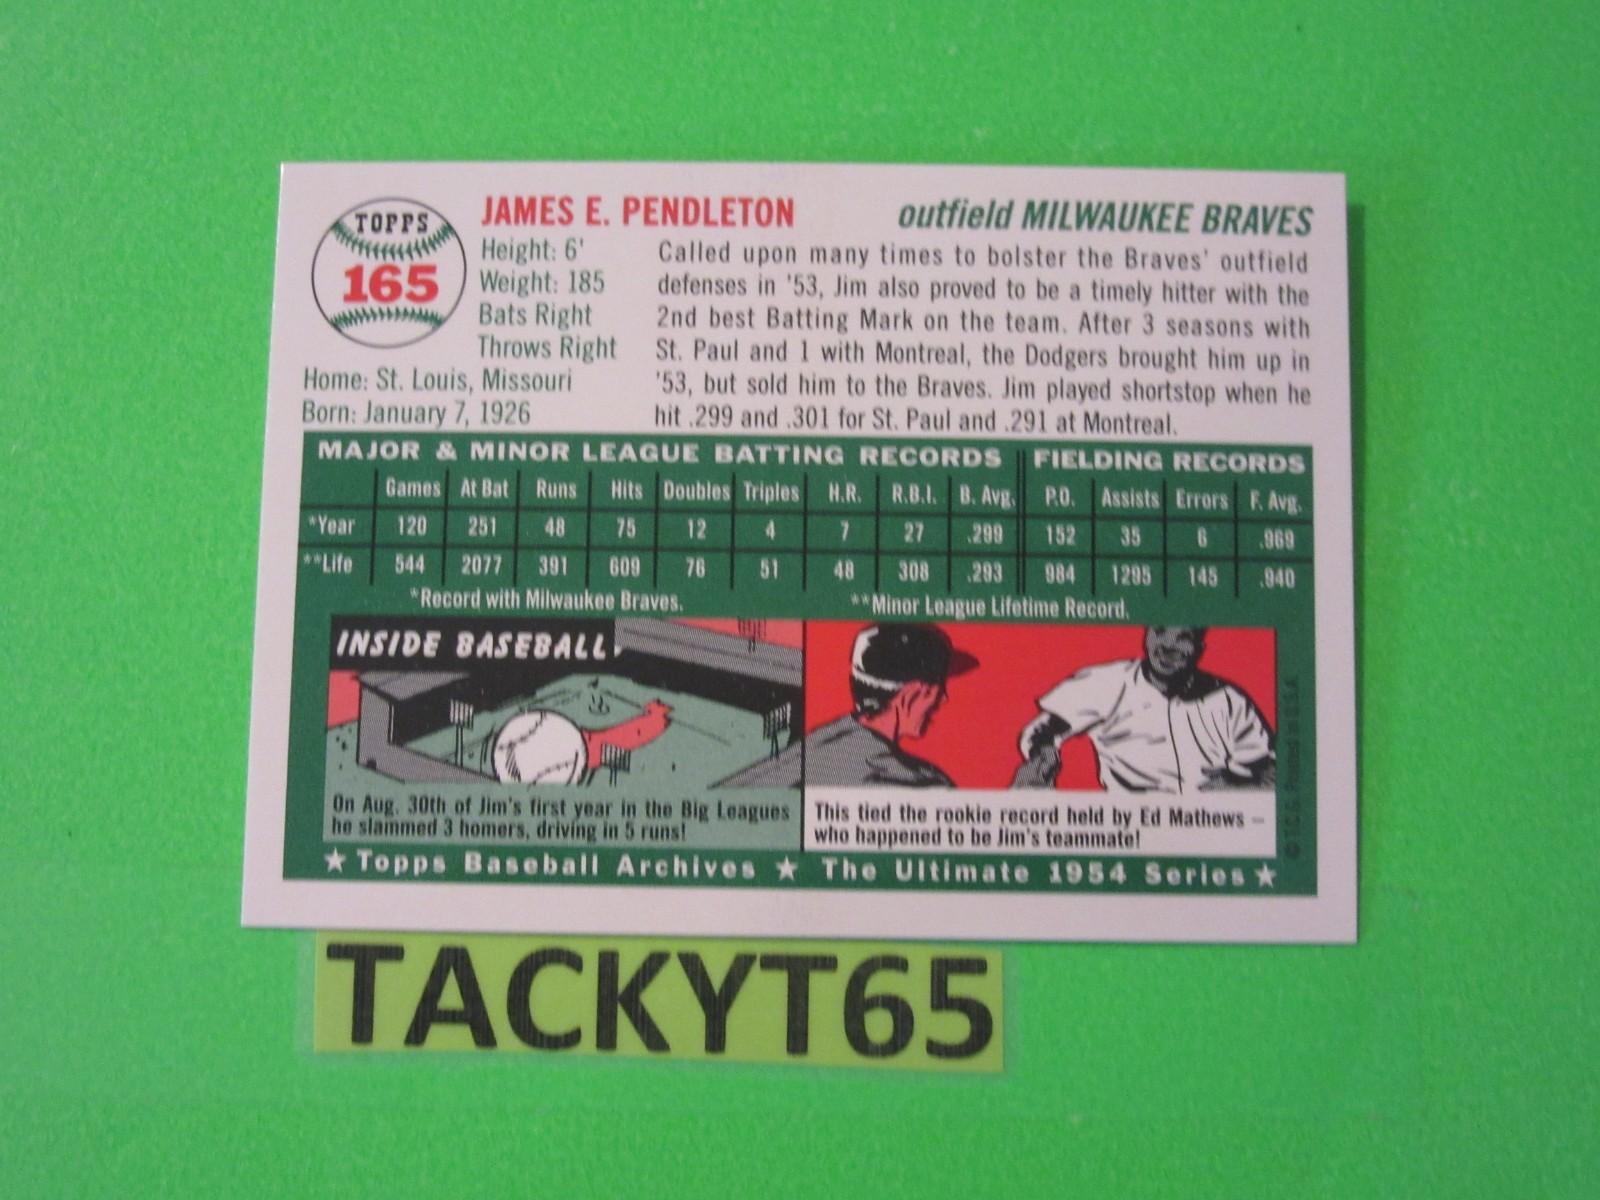 TOPPS
165
JAMES E. PENDLETON
outfield MILWAUKEE BRAVES
Height: 6'
Weight: 185
Bats Right
Throws Right
Home: St. Louis, Missouri
Born: January 7, 1926
Called upon many times to bolster the Braves' outfield
defenses in '53, Jim also proved to be a timely hitter with the
2nd best Batting Mark on the team. After 3 seasons with
St. Paul and 1 with Montreal, the Dodgers brought him up in
'53, but sold him to the Braves. Jim played shortstop when he
hit .299 and .301 for St. Paul and .291 at Montreal.
MAJOR & MINOR LEAGUE BATTING RECORDS FIELDING RECORDS
Games At Bat Runs Hits Doubles Triples H.R. R.B.I. B. Avg. P.O. Assists Errors F. Avg.
*Year 120 251 48 75 12 4 7 27 .299 152 35 6 .969
**Life 544 2077 391 609 76 51 48 308 .293 984 1295 145 .940
*Record with Milwaukee Braves. **Minor League Lifetime Record.
INSIDE BASEBALL
On Aug. 30th of Jim's first year in the Big Leagues
he slammed 3 homers, driving in 5 runs!
This tied the rookie record held by Ed Mathews –
who happened to be Jim's teammate!
© T.C.G. Printed in U.S.A.
★ Topps Baseball Archives ★ The Ultimate 1954 Series ★
TACKYT65